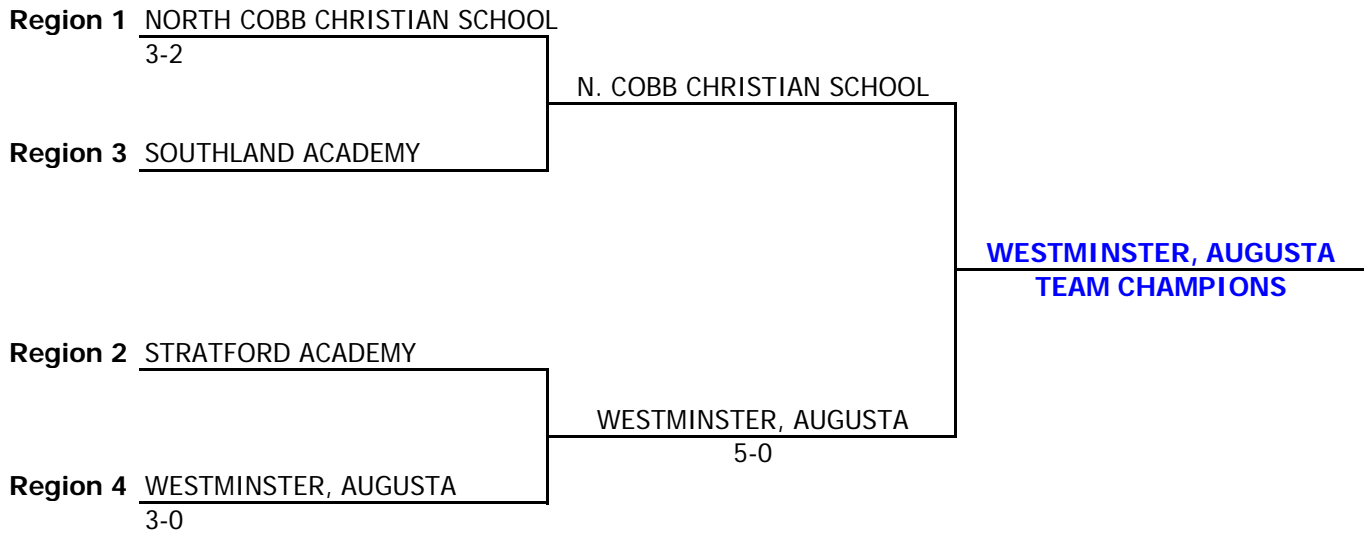 Region 1 NORTH COBB CHRISTIAN SCHOOL
3-2
N. COBB CHRISTIAN SCHOOL
Region 3 SOUTHLAND ACADEMY
WESTMINSTER, AUGUSTA
TEAM CHAMPIONS
Region 2 STRATFORD ACADEMY
WESTMINSTER, AUGUSTA
5-0
Region 4 WESTMINSTER, AUGUSTA
3-0